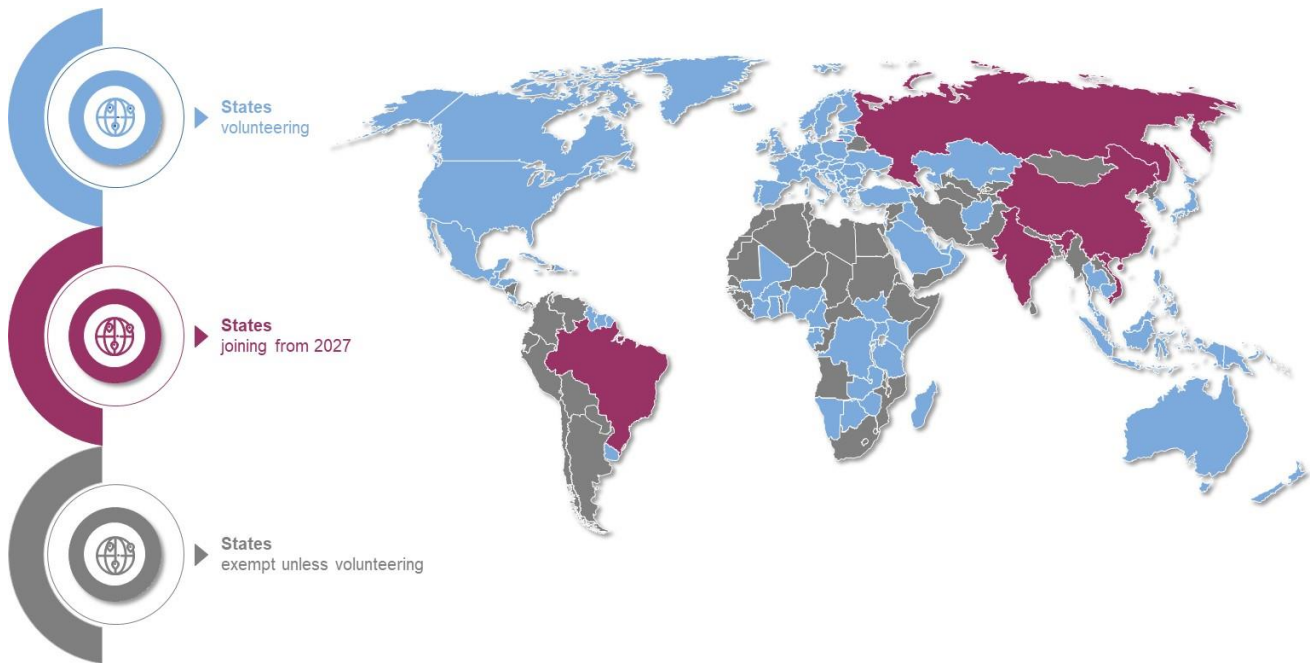 States
volunteering
States
joining from 2027
States
exempt unless volunteering